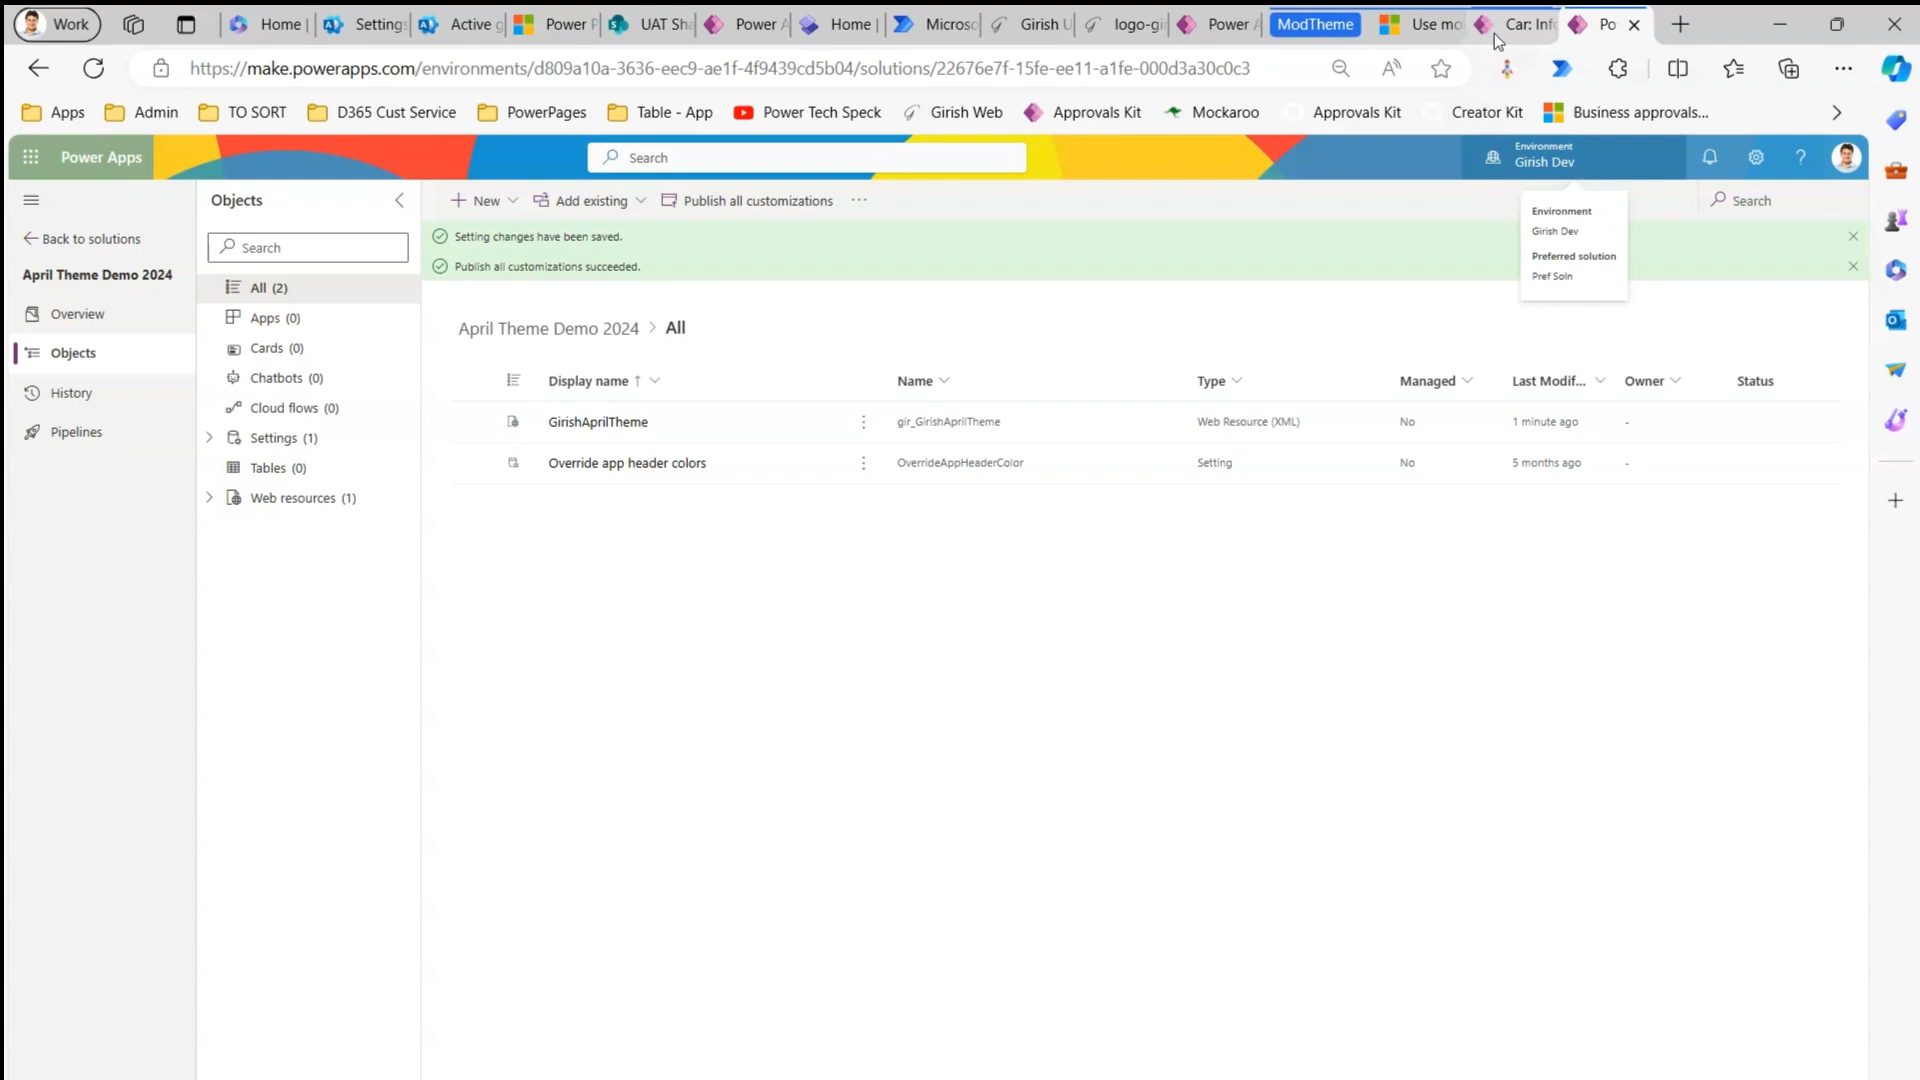 Work
Home |
Settings
Active g
Power P
UAT Sha
Power A
Home |
Microsc
Girish U
logo-gi
Power A
ModTheme
Use mo
Car: Info
Po
https://make.powerapps.com/environments/d809a10a-3636-eec9-ae1f-4f9439cd5b04/solutions/22676e7f-15fe-ee11-a1fe-000d3a30c0c3
Apps
Admin
TO SORT
D365 Cust Service
PowerPages
Table - App
Power Tech Speck
Girish Web
Approvals Kit
Mockaroo
Approvals Kit
Creator Kit
Business approvals...
Power Apps
Search
Environment
Girish Dev
?
Environment
Girish Dev
Preferred solution
Pref Soln
Back to solutions
April Theme Demo 2024
Overview
Objects
History
Pipelines
Objects
Search
All (2)
Apps (0)
Cards (0)
Chatbots (0)
Cloud flows (0)
Settings (1)
Tables (0)
Web resources (1)
New
Add existing
Publish all customizations
Search
Setting changes have been saved.
Publish all customizations succeeded.
April Theme Demo 2024 > All
Display name ↑ Name Type Managed Last Modif... Owner Status
GirishAprilTheme gir_GirishAprilTheme Web Resource (XML) No 1 minute ago -
Override app header colors OverrideAppHeaderColor Setting No 5 months ago -